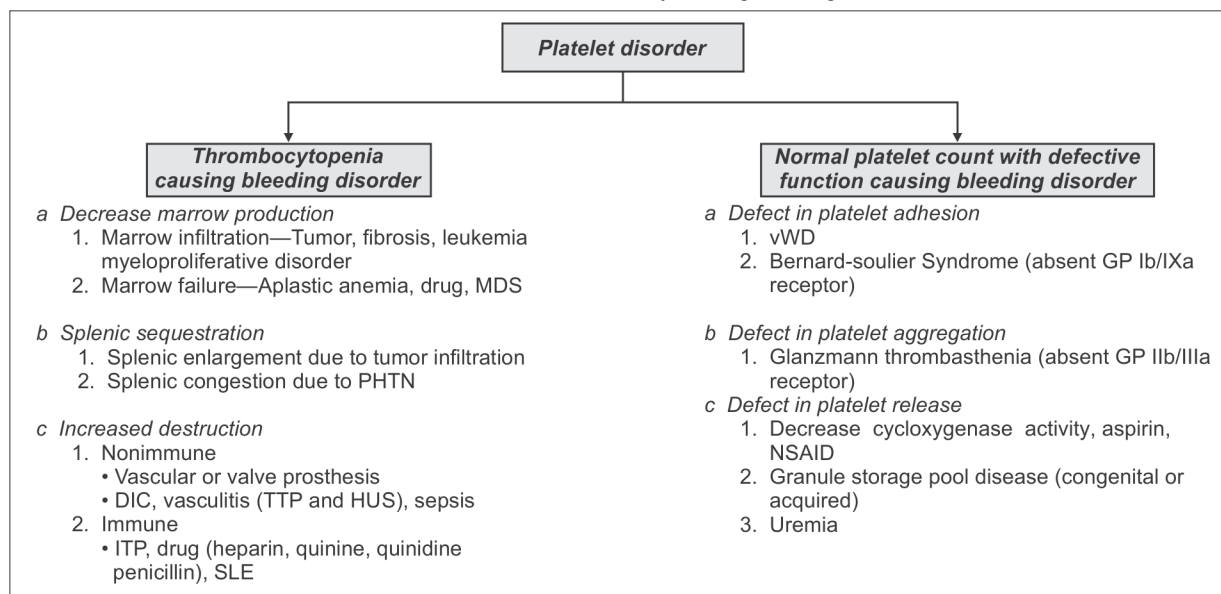 Platelet disorder
Thrombocytopenia
causing bleeding disorder
a Decrease marrow production
1. Marrow infiltration—Tumor, fibrosis, leukemia
myeloproliferative disorder
2. Marrow failure—Aplastic anemia, drug, MDS
b Splenic sequestration
1. Splenic enlargement due to tumor infiltration
2. Splenic congestion due to PHTN
c Increased destruction
1. Nonimmune
• Vascular or valve prosthesis
• DIC, vasculitis (TTP and HUS), sepsis
2. Immune
• ITP, drug (heparin, quinine, quinidine
penicillin), SLE
Normal platelet count with defective
function causing bleeding disorder
a Defect in platelet adhesion
1. vWD
2. Bernard-soulier Syndrome (absent GP Ib/IXa
receptor)
b Defect in platelet aggregation
1. Glanzmann thrombasthenia (absent GP IIb/IIIa
receptor)
c Defect in platelet release
1. Decrease cycloxygenase activity, aspirin,
NSAID
2. Granule storage pool disease (congenital or
acquired)
3. Uremia